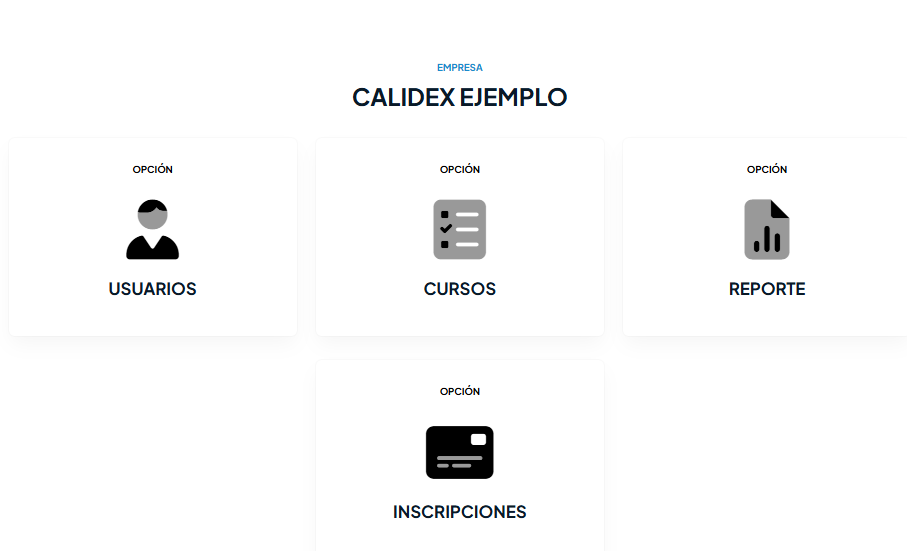 EMPRESA
CALIDEX EJEMPLO
OPCIÓN
USUARIOS
OPCIÓN
CURSOS
OPCIÓN
REPORTE
OPCIÓN
INSCRIPCIONES